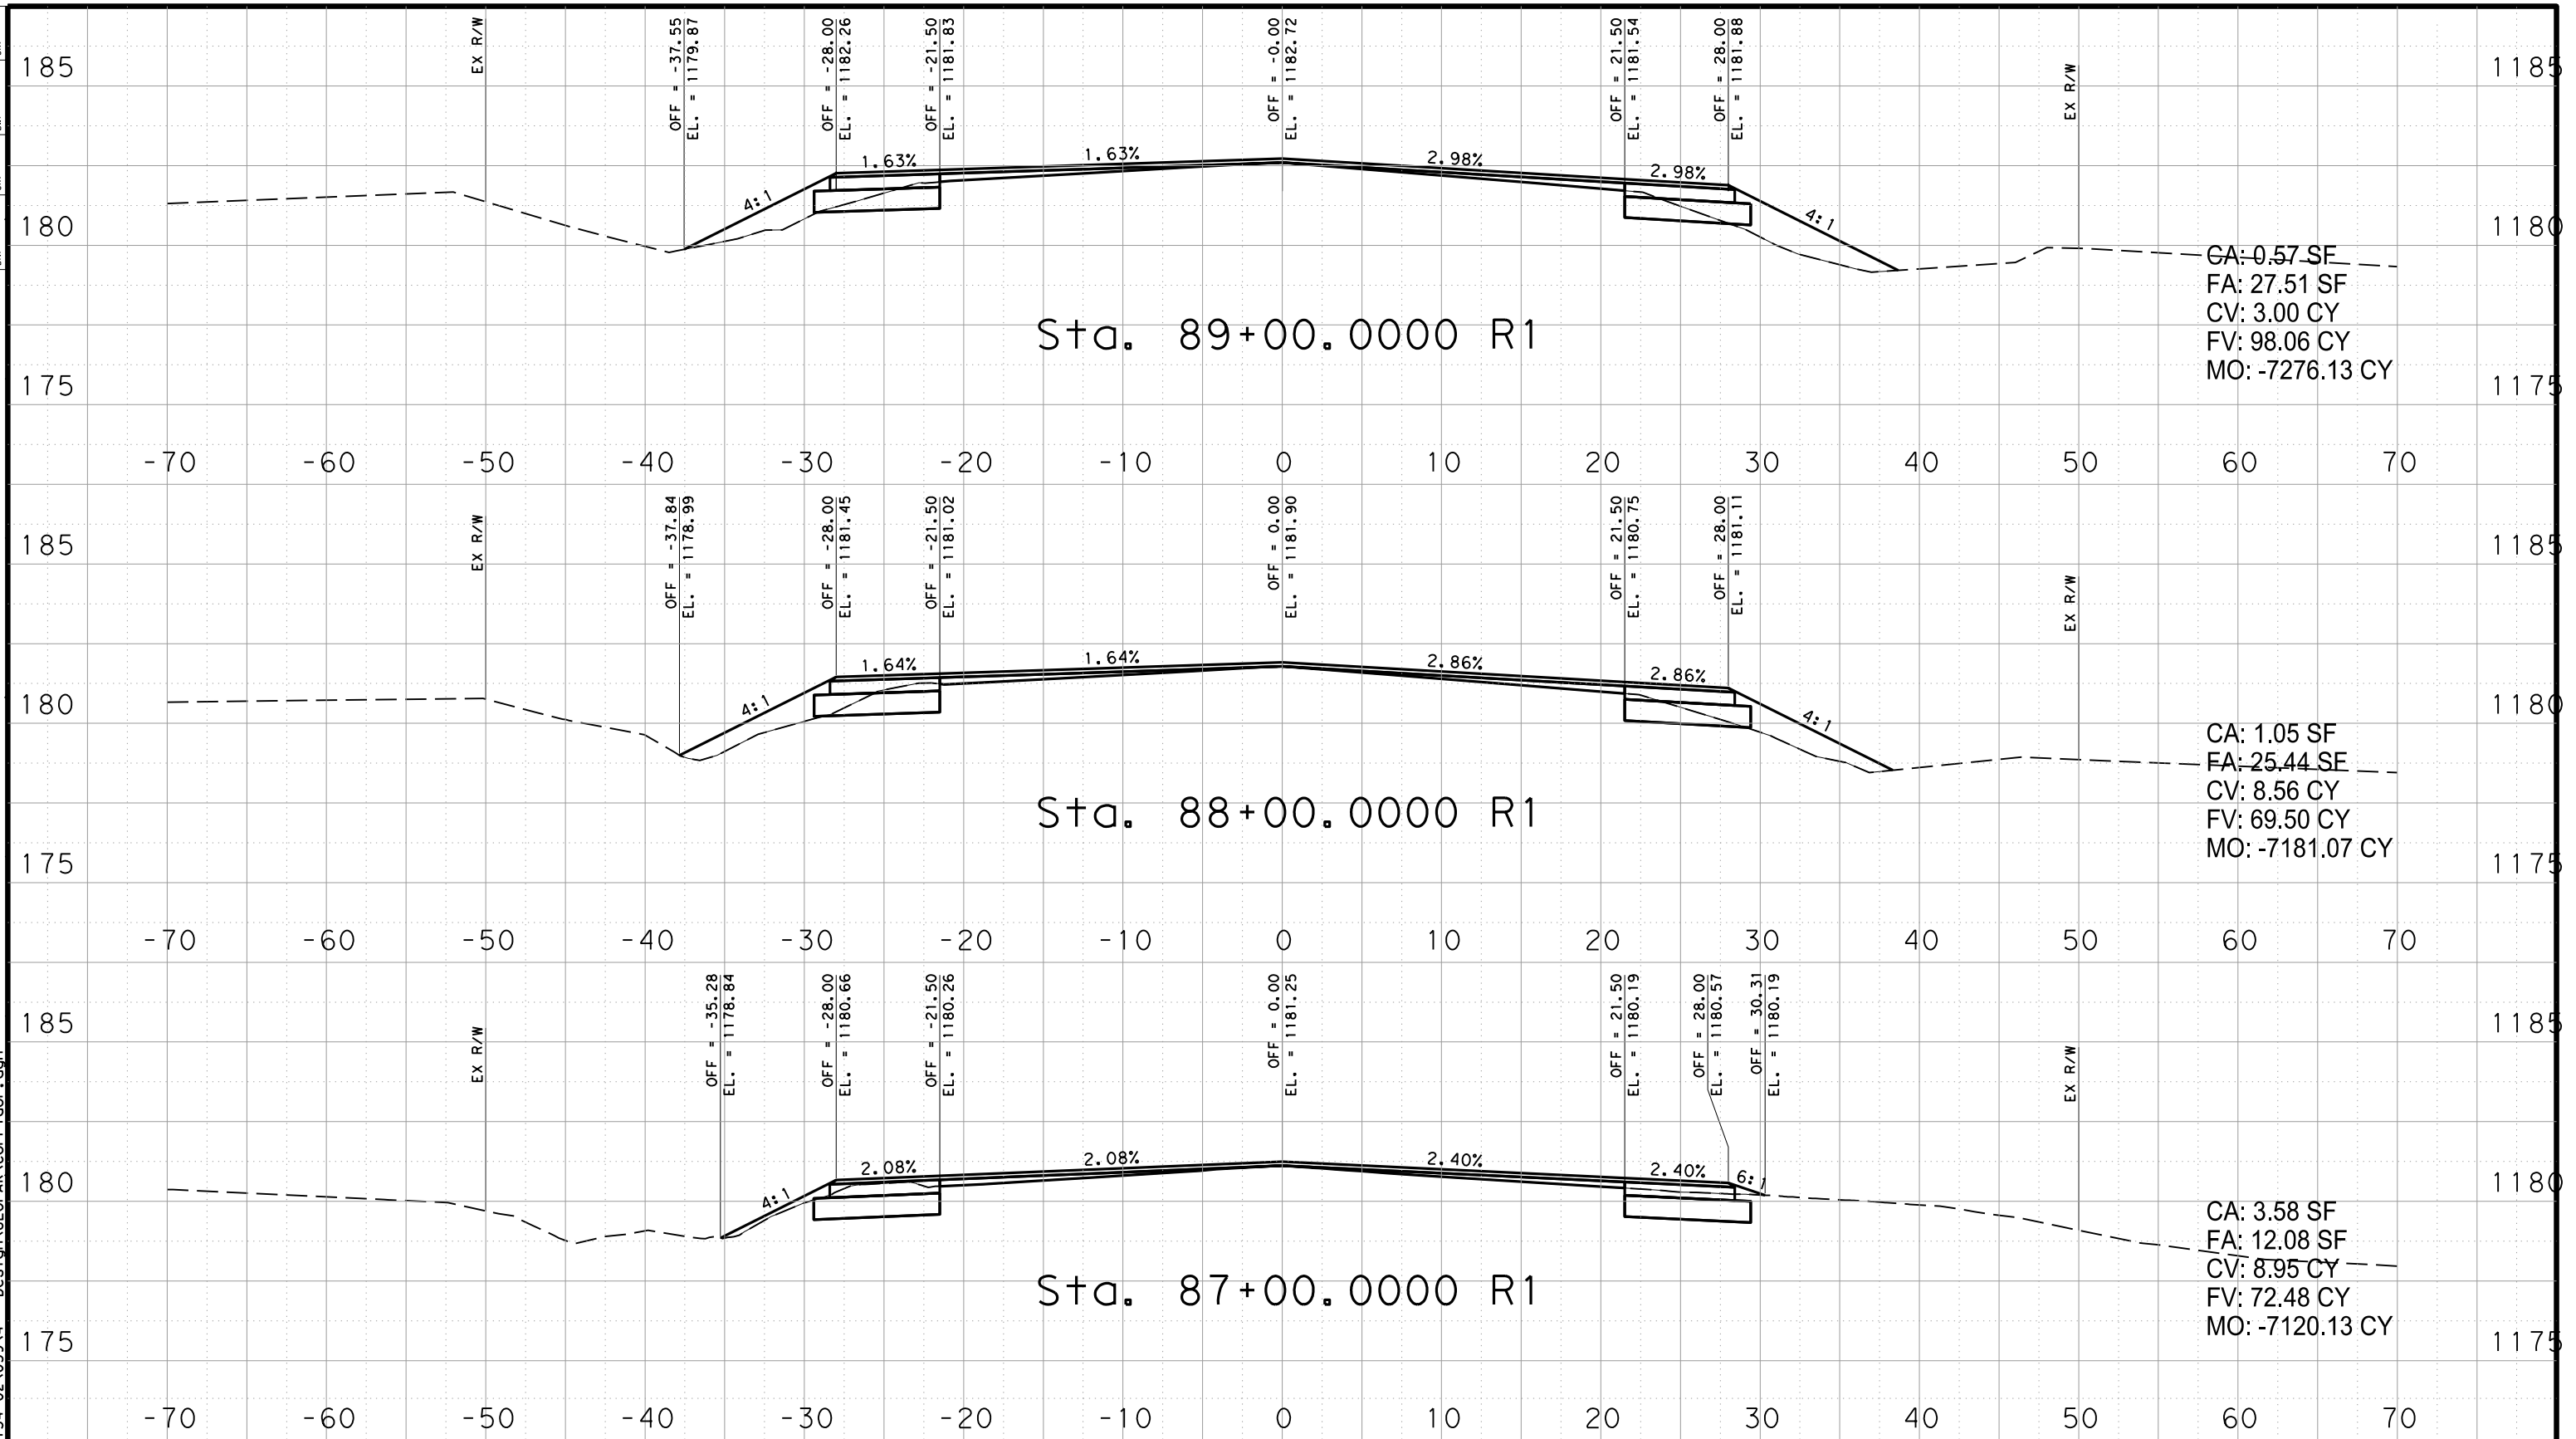 EX R/W
OFF = -37.55
EL. = 1179.87
OFF = -28.00
EL. = 1182.26
OFF = -21.50
EL. = 1181.83
OFF = -0.00
EL. = 1182.72
OFF = 21.50
EL. = 1181.54
OFF = 28.00
EL. = 1181.88
EX R/W
185 1185
1.63% 1.63% 2.98% 2.98%
4:1 4:1
180 1180
CA: 0.57 SF
FA: 27.51 SF
CV: 3.00 CY
FV: 98.06 CY
MO: -7276.13 CY
Sta. 89+00.0000 R1
175 1175
-70 -60 -50 -40 -30 -20 -10 0 10 20 30 40 50 60 70
EX R/W
OFF = -37.84
EL. = 1178.99
OFF = -28.00
EL. = 1181.45
OFF = -21.50
EL. = 1181.02
OFF = 0.00
EL. = 1181.90
OFF = 21.50
EL. = 1180.75
OFF = 28.00
EL. = 1181.11
EX R/W
185 1185
1.64% 1.64% 2.86% 2.86%
4:1 4:1
180 1180
CA: 1.05 SF
FA: 25.44 SF
CV: 8.56 CY
FV: 69.50 CY
MO: -7181.07 CY
Sta. 88+00.0000 R1
175 1175
-70 -60 -50 -40 -30 -20 -10 0 10 20 30 40 50 60 70
EX R/W
OFF = -35.28
EL. = 1178.84
OFF = -28.00
EL. = 1180.66
OFF = -21.50
EL. = 1180.26
OFF = 0.00
EL. = 1181.25
OFF = 21.50
EL. = 1180.19
OFF = 28.00
EL. = 1180.57
OFF = 30.31
EL. = 1180.19
EX R/W
185 1185
2.08% 2.08% 2.40% 2.40%
4:1 6:1
180 1180
CA: 3.58 SF
FA: 12.08 SF
CV: 8.95 CY
FV: 72.48 CY
MO: -7120.13 CY
Sta. 87+00.0000 R1
175 1175
-70 -60 -50 -40 -30 -20 -10 0 10 20 30 40 50 60 70